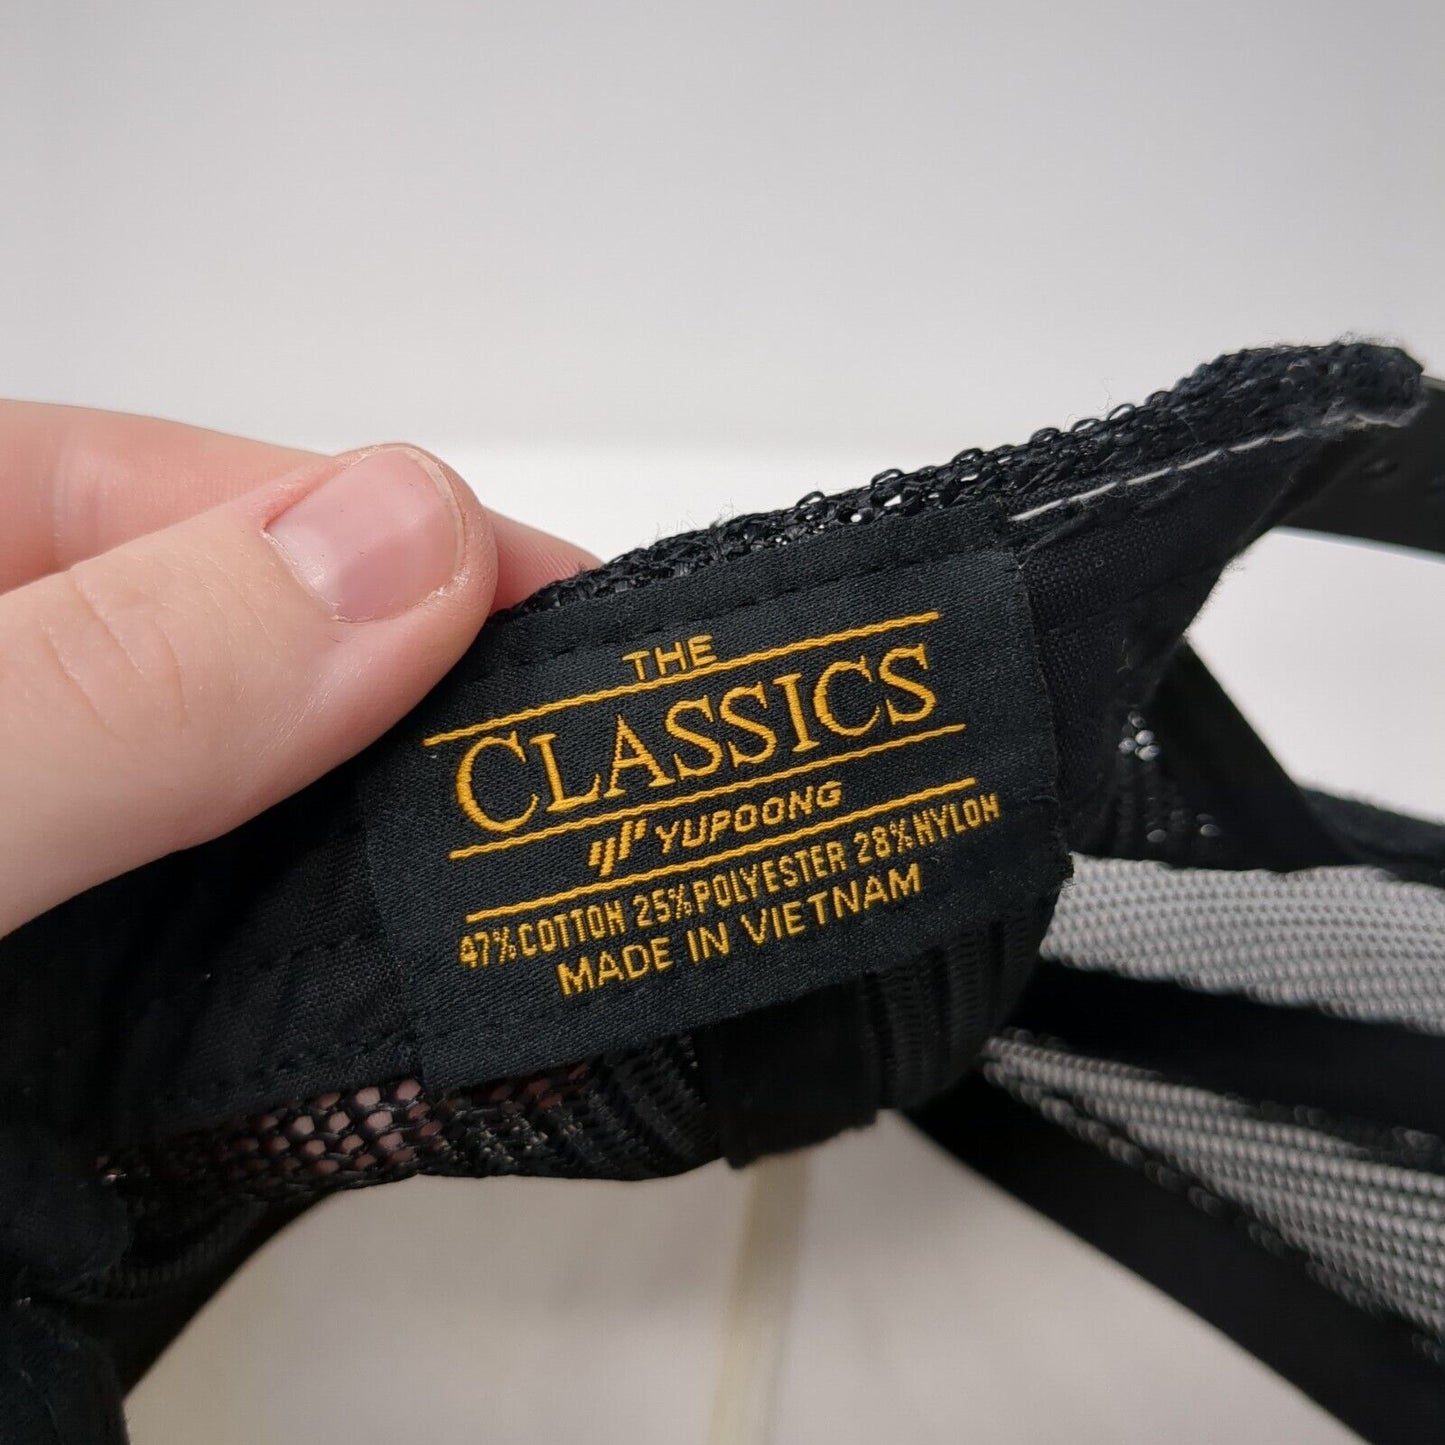 THE
CLASSICS
YUPOONG
47%COTTON 25%POLYESTER 28%NYLON
MADE IN VIETNAM